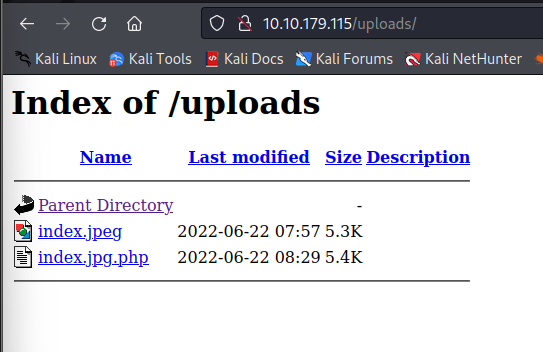 10.10.179.115/uploads/
Kali Linux Kali Tools Kali Docs Kali Forums Kali NetHunter
Index of /uploads
Name Last modified Size Description
Parent Directory -
index.jpeg 2022-06-22 07:57 5.3K
index.jpg.php 2022-06-22 08:29 5.4K